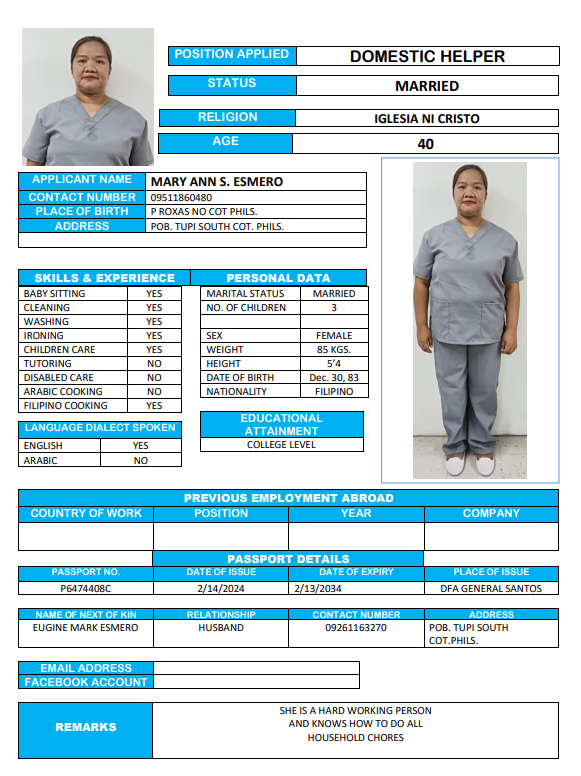 POSITION APPLIED DOMESTIC HELPER
STATUS MARRIED
RELIGION IGLESIA NI CRISTO
AGE 40
APPLICANT NAME MARY ANN S. ESMERO
CONTACT NUMBER 09511860480
PLACE OF BIRTH P ROXAS NO COT PHILS.
ADDRESS POB. TUPI SOUTH COT. PHILS.
SKILLS & EXPERIENCE PERSONAL DATA
BABY SITTING YES MARITAL STATUS MARRIED
CLEANING YES NO. OF CHILDREN 3
WASHING YES
IRONING YES SEX FEMALE
CHILDREN CARE YES WEIGHT 85 KGS.
TUTORING NO HEIGHT 5'4
DISABLED CARE NO DATE OF BIRTH Dec. 30, 83
ARABIC COOKING NO NATIONALITY FILIPINO
FILIPINO COOKING YES
EDUCATIONAL
ATTAINMENT
COLLEGE LEVEL
LANGUAGE DIALECT SPOKEN
ENGLISH YES
ARABIC NO
PREVIOUS EMPLOYMENT ABROAD
COUNTRY OF WORK POSITION YEAR COMPANY
PASSPORT DETAILS
PASSPORT NO. DATE OF ISSUE DATE OF EXPIRY PLACE OF ISSUE
P6474408C 2/14/2024 2/13/2034 DFA GENERAL SANTOS
NAME OF NEXT OF KIN RELATIONSHIP CONTACT NUMBER ADDRESS
EUGINE MARK ESMERO HUSBAND 09261163270 POB. TUPI SOUTH
COT.PHILS.
EMAIL ADDRESS
FACEBOOK ACCOUNT
REMARKS
SHE IS A HARD WORKING PERSON
AND KNOWS HOW TO DO ALL
HOUSEHOLD CHORES